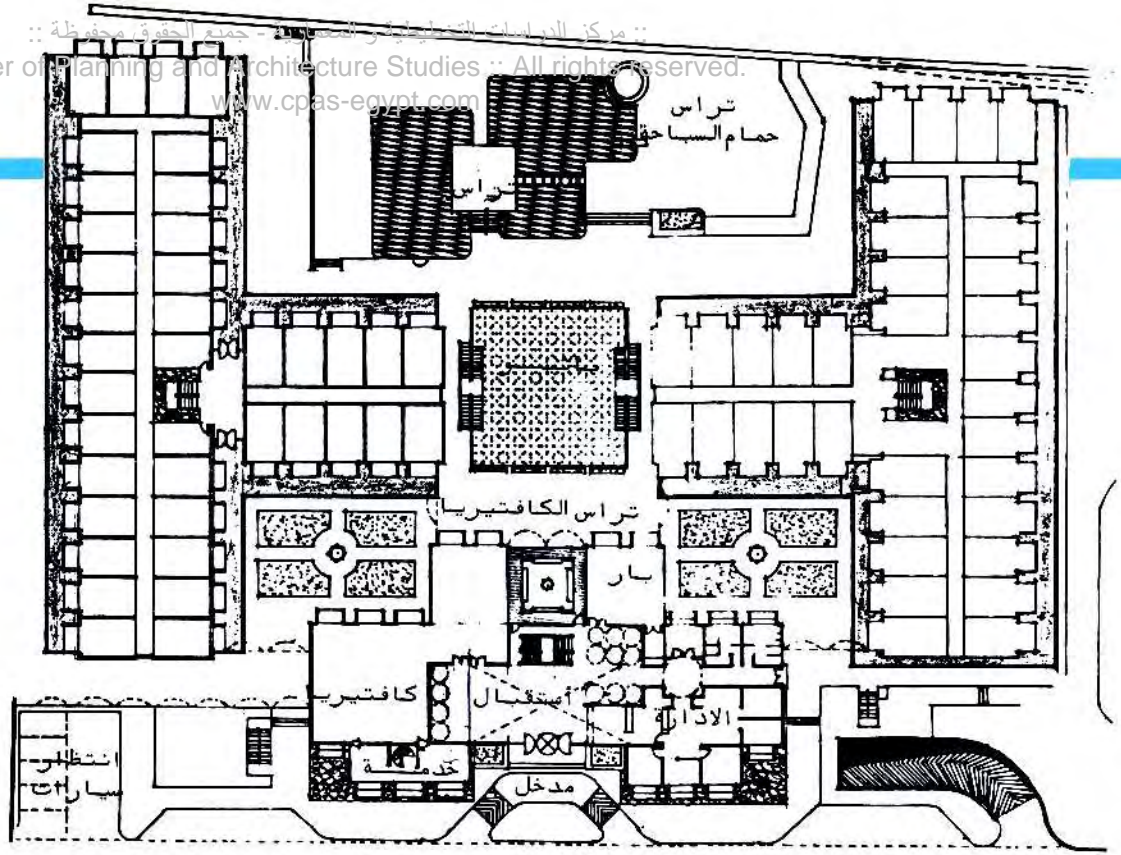 :: مركز الدراسات التخطيطية و المعمارية - جميع الحقوق محفوظة ::
er of Planning and Architecture Studies :: All rights reserved.
www.cpas-egypt.com
تراس
حمام السباحة
تراس
تراس الكافتيريا
بار
كافتيريا
استقبال
الادارة
خدمة
مدخل
انتظار
سيارات